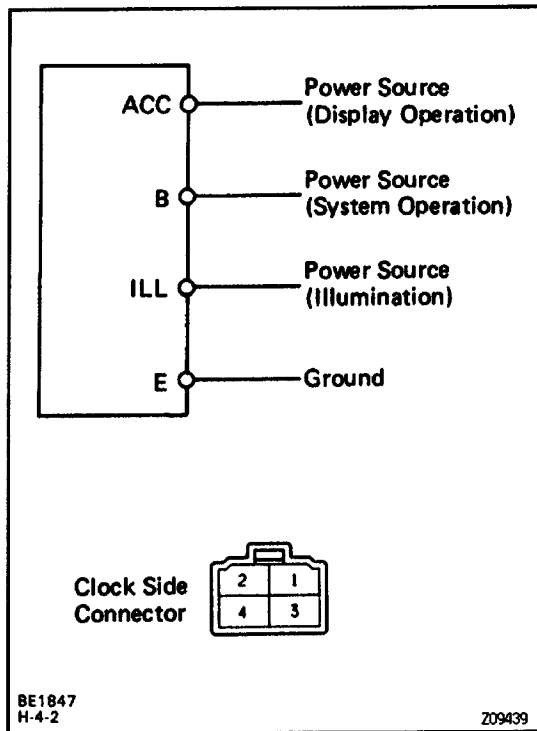 ACC
Power Source
(Display Operation)
B
Power Source
(System Operation)
ILL
Power Source
(Illumination)
E
Ground
Clock Side
Connector
2 1
4 3
BE1847
H-4-2
Z09439